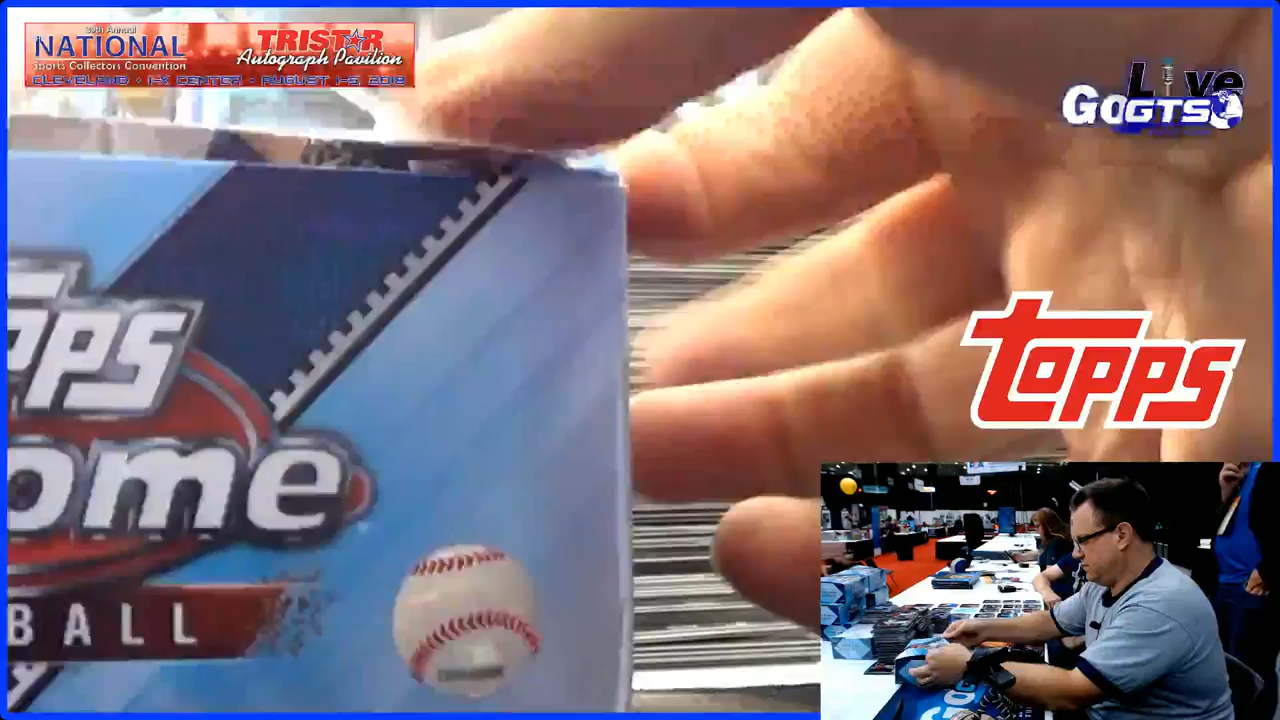 39th Annual
NATIONAL
Sports Collectors Convention
TRISTAR
Autograph Pavilion
CLEVELAND • I-X CENTER • AUGUST 1-5 2018
Live
GOGTS
topps
opps
ome
BALL